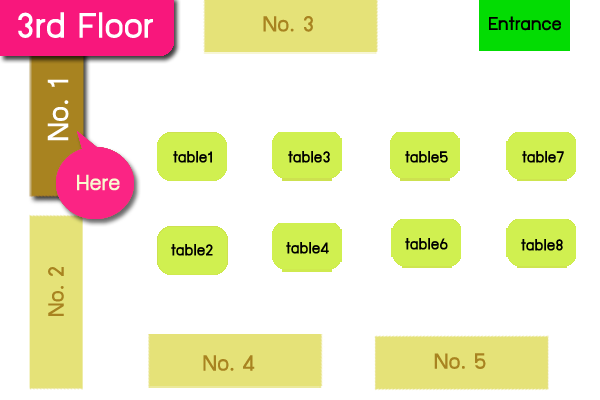 3rd Floor
No. 3
Entrance
No. 1
Here
table1
table3
table5
table7
table2
table4
table6
table8
No. 2
No. 4
No. 5